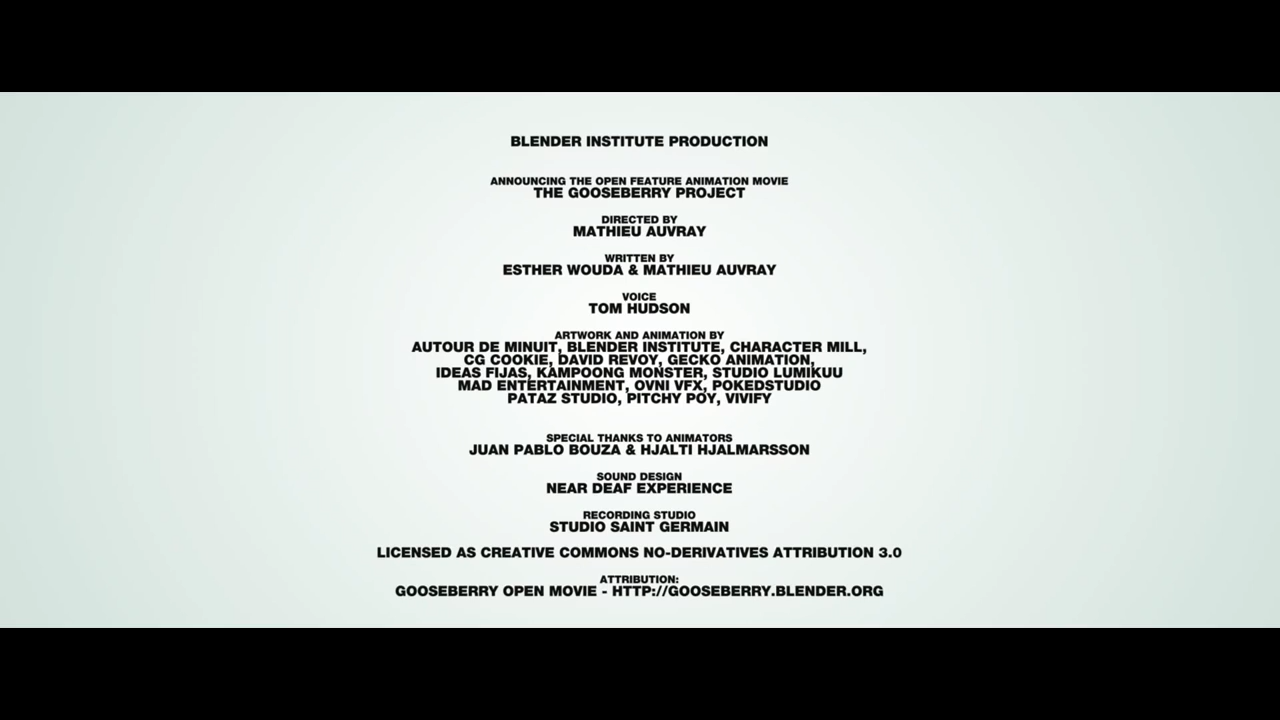 BLENDER INSTITUTE PRODUCTION
ANNOUNCING THE OPEN FEATURE ANIMATION MOVIE
THE GOOSEBERRY PROJECT
DIRECTED BY
MATHIEU AUVRAY
WRITTEN BY
ESTHER WOUDA & MATHIEU AUVRAY
VOICE
TOM HUDSON
ARTWORK AND ANIMATION BY
AUTOUR DE MINUIT, BLENDER INSTITUTE, CHARACTER MILL,
CG COOKIE, DAVID REVOY, GECKO ANIMATION,
IDEAS FIJAS, KAMPOONG MONSTER, STUDIO LUMIKUU
MAD ENTERTAINMENT, OVNI VFX, POKEDSTUDIO
PATAZ STUDIO, PITCHY POY, VIVIFY
SPECIAL THANKS TO ANIMATORS
JUAN PABLO BOUZA & HJALTI HJALMARSSON
SOUND DESIGN
NEAR DEAF EXPERIENCE
RECORDING STUDIO
STUDIO SAINT GERMAIN
LICENSED AS CREATIVE COMMONS NO-DERIVATIVES ATTRIBUTION 3.0
ATTRIBUTION:
GOOSEBERRY OPEN MOVIE - HTTP://GOOSEBERRY.BLENDER.ORG